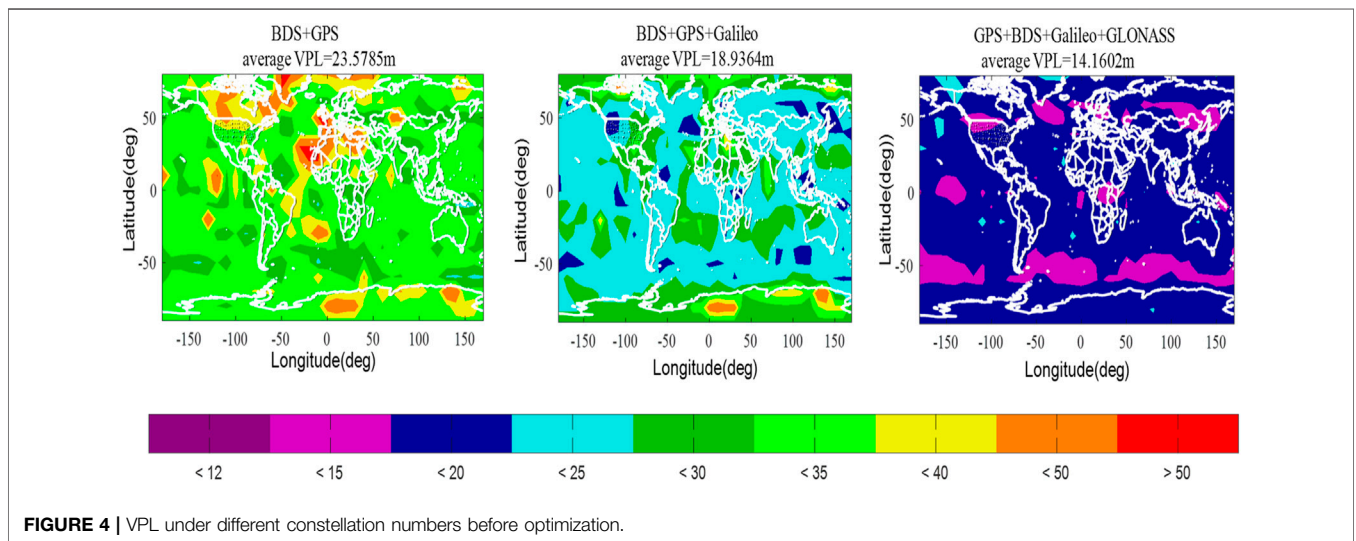 BDS+GPS
average VPL=23.5785m
BDS+GPS+Galileo
average VPL=18.9364m
GPS+BDS+Galileo+GLONASS
average VPL=14.1602m
Latitude(deg)
50
0
-50
-150 -100 -50 0 50 100 150
Longitude(deg)
Latitude(deg)
50
0
-50
-150 -100 -50 0 50 100 150
Longitude(deg)
Latitude(deg))
50
0
-50
-150 -100 -50 0 50 100 150
Longitude(deg)
< 12 < 15 < 20 < 25 < 30 < 35 < 40 < 50 > 50
FIGURE 4 | VPL under different constellation numbers before optimization.